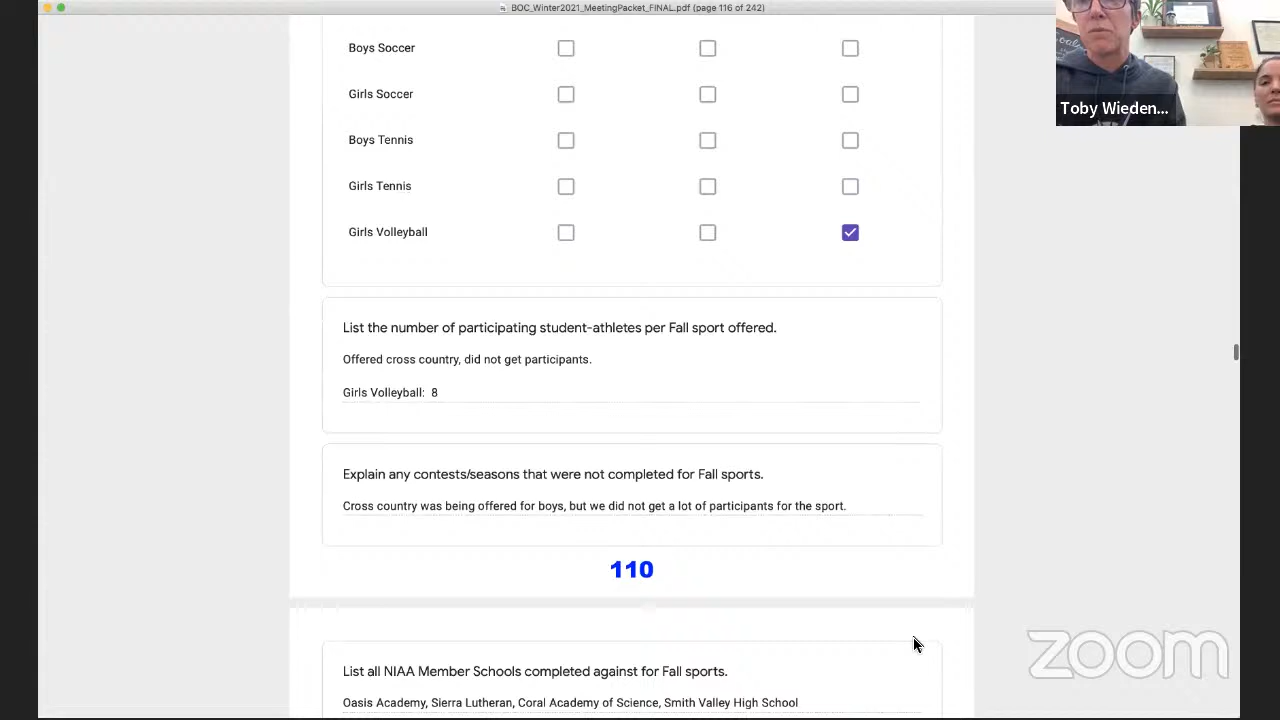 BOC_Winter2021_MeetingPacket_FINAL.pdf (page 116 of 242)
Toby Wieden...
Boys Soccer
Girls Soccer
Boys Tennis
Girls Tennis
Girls Volleyball
List the number of participating student-athletes per Fall sport offered.
Offered cross country, did not get participants.
Girls Volleyball: 8
Explain any contests/seasons that were not completed for Fall sports.
Cross country was being offered for boys, but we did not get a lot of participants for the sport.
110
List all NIAA Member Schools completed against for Fall sports.
Oasis Academy, Sierra Lutheran, Coral Academy of Science, Smith Valley High School
zoom